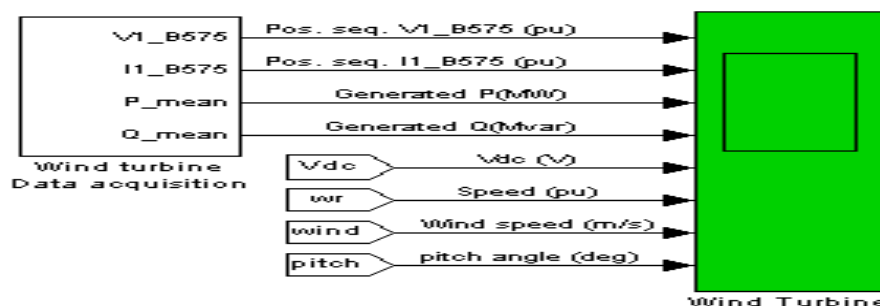 V1_B575
Pos. seq. V1_B575 (pu)
I1_B575
Pos. seq. I1_B575 (pu)
P_mean
Generated P(MW)
Q_mean
Generated Q(Mvar)
Wind turbine
Data acquisition
Vdc
Vdc (V)
wr
Speed (pu)
wind
Wind speed (m/s)
pitch
pitch angle (deg)
Wind Turbine